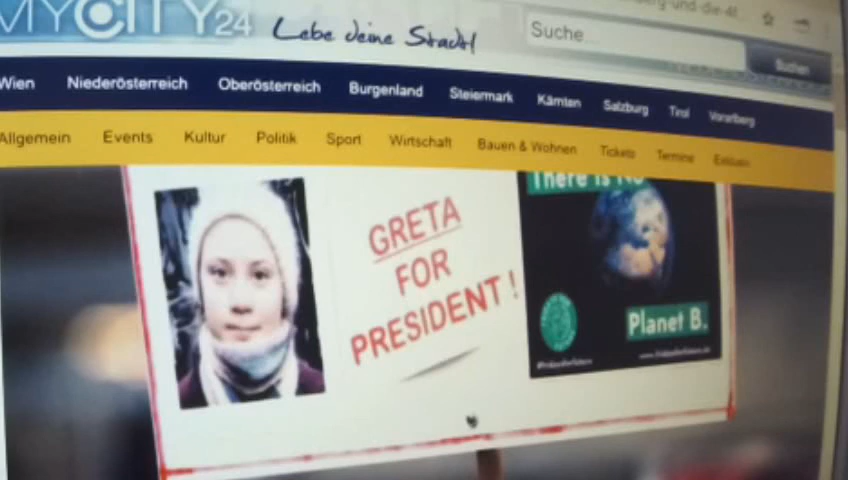 MYCITY24 Lebe deine Stadt!
Suche...
Suchen
Wien Niederösterreich Oberösterreich Burgenland Steiermark Kärnten Salzburg Tirol Vorarlberg
Allgemein Events Kultur Politik Sport Wirtschaft Bauen & Wohnen Tickets Termine Exklusiv
GRETA
FOR
PRESIDENT!
There is No
Planet B.